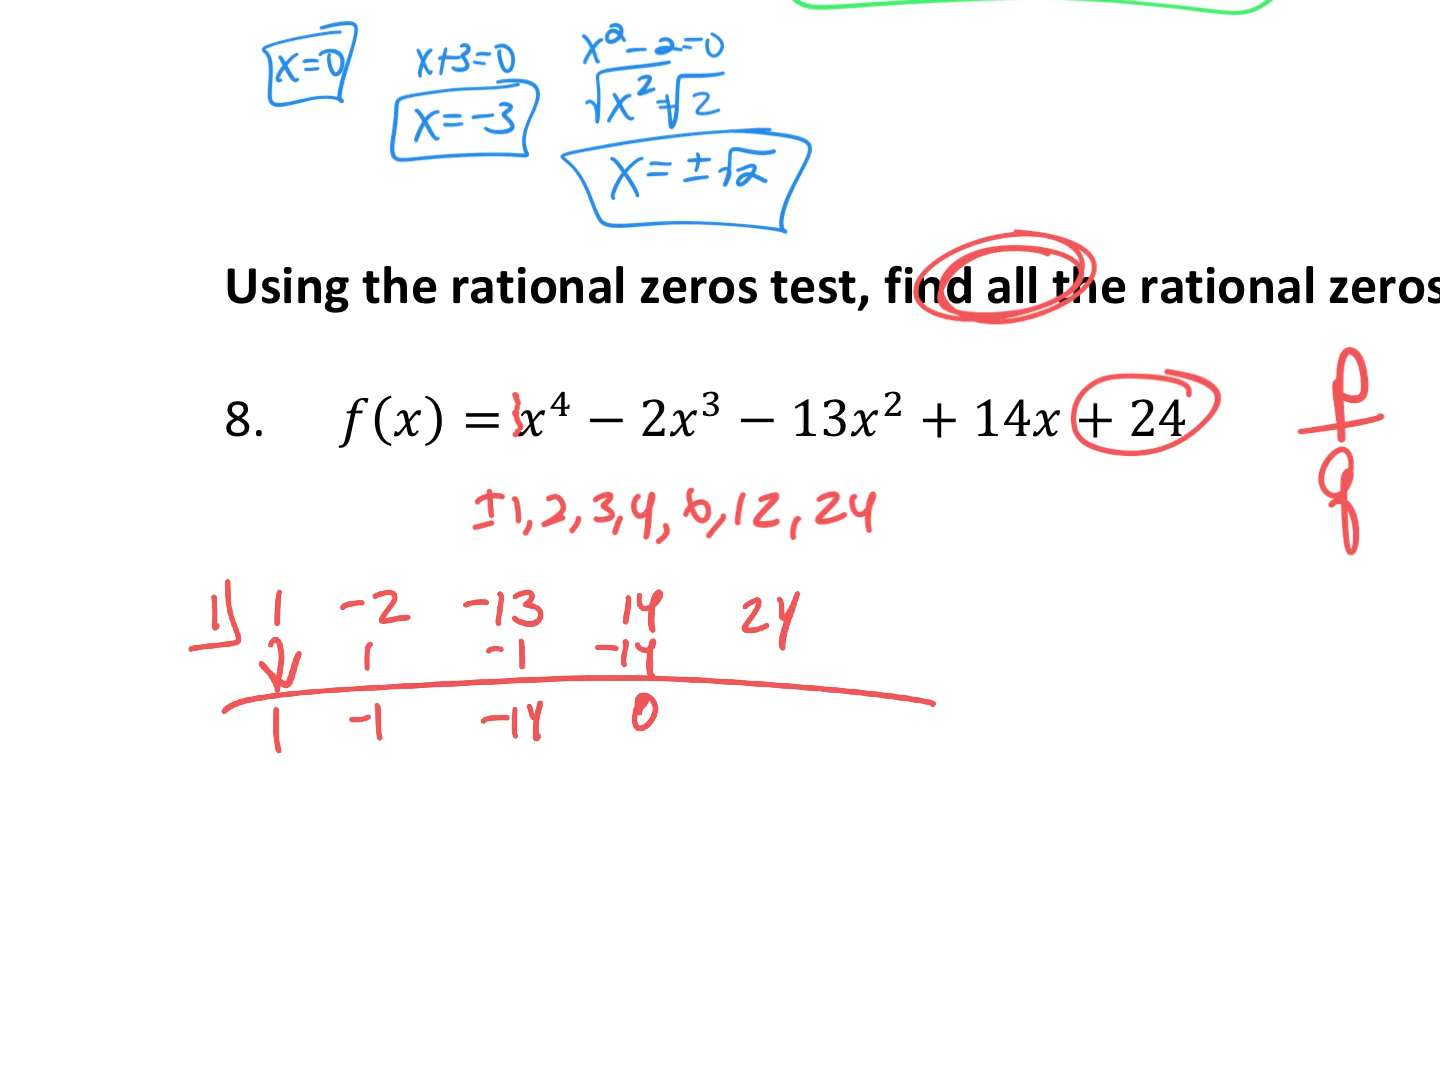 x=0 x+3=0 x²-2=0
x=-3 √x²=√2
x=±√2
Using the rational zeros test, find all the rational zeros
8. f(x) = x⁴ − 2x³ − 13x² + 14x + 24 p/q
±1, 2, 3, 4, 6, 12, 24
1 1 -2 -13 14 24
1 -1 -14
1 -1 -14 0